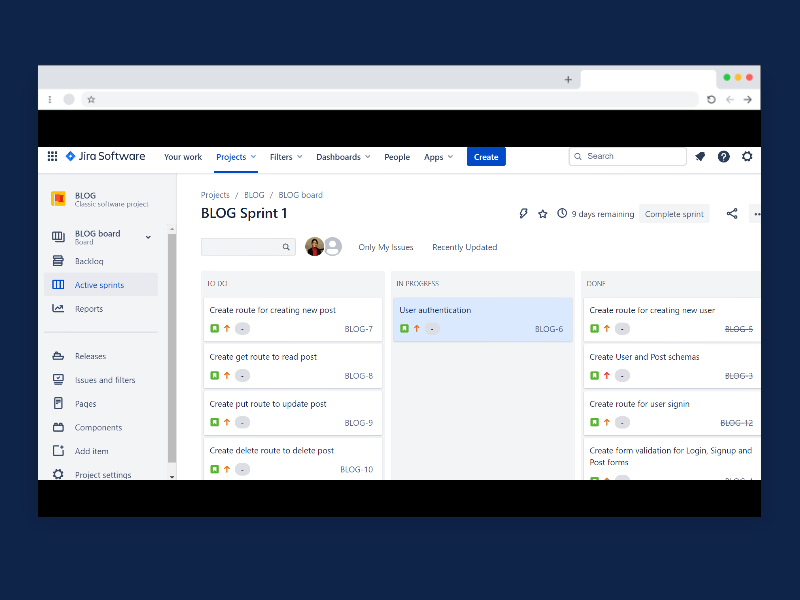 Jira Software
Your work
Projects
Filters
Dashboards
People
Apps
Create
Search
BLOG
Classic software project
BLOG board
Board
Backlog
Active sprints
Reports
Releases
Issues and filters
Pages
Components
Add item
Project settings
Projects / BLOG / BLOG board
BLOG Sprint 1
9 days remaining
Complete sprint
Only My Issues
Recently Updated
TO DO
Create route for creating new post
- BLOG-7
Create get route to read post
- BLOG-8
Create put route to update post
- BLOG-9
Create delete route to delete post
- BLOG-10
IN PROGRESS
User authentication
- BLOG-6
DONE
Create route for creating new user
- BLOG-5
Create User and Post schemas
- BLOG-3
Create route for user signin
- BLOG-12
Create form validation for Login, Signup and
Post forms